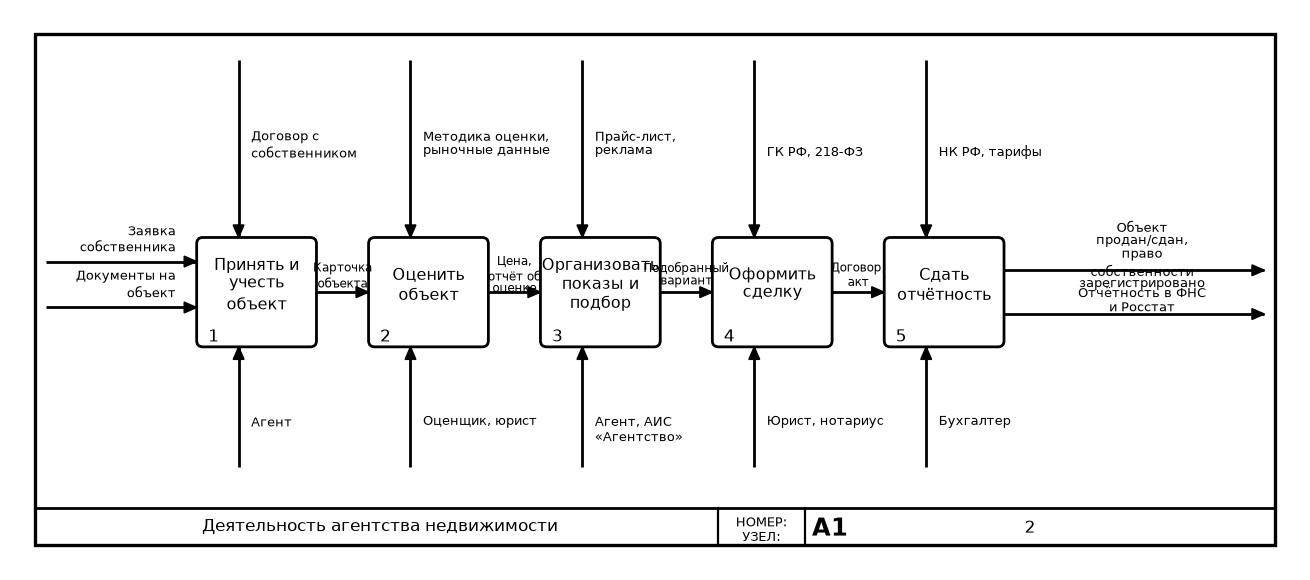 Договор с
собственником
Методика оценки,
рыночные данные
Прайс-лист,
реклама
ГК РФ, 218-ФЗ
НК РФ, тарифы
Заявка
собственника
Документы на
объект
Принять и
учесть
объект
1
Карточка
объекта
Оценить
объект
2
Цена,
отчёт об
оценке
Организовать
показы и
подбор
3
Подобранный
вариант
Оформить
сделку
4
Договор,
акт
Сдать
отчётность
5
Объект
продан/сдан,
право
собственности
зарегистрировано
Отчётность в ФНС
и Росстат
Агент
Оценщик, юрист
Агент, АИС
«Агентство»
Юрист, нотариус
Бухгалтер
Деятельность агентства недвижимости
НОМЕР:
УЗЕЛ:
А1
2